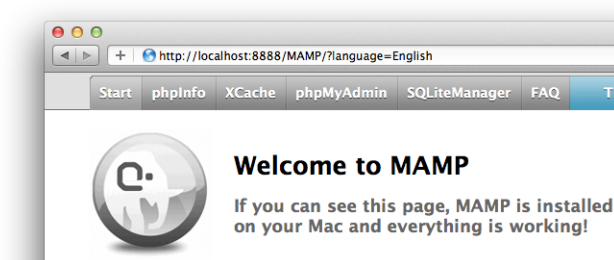 http://localhost:8888/MAMP/?language=English
Start phpInfo XCache phpMyAdmin SQLiteManager FAQ
Welcome to MAMP
If you can see this page, MAMP is installed
on your Mac and everything is working!